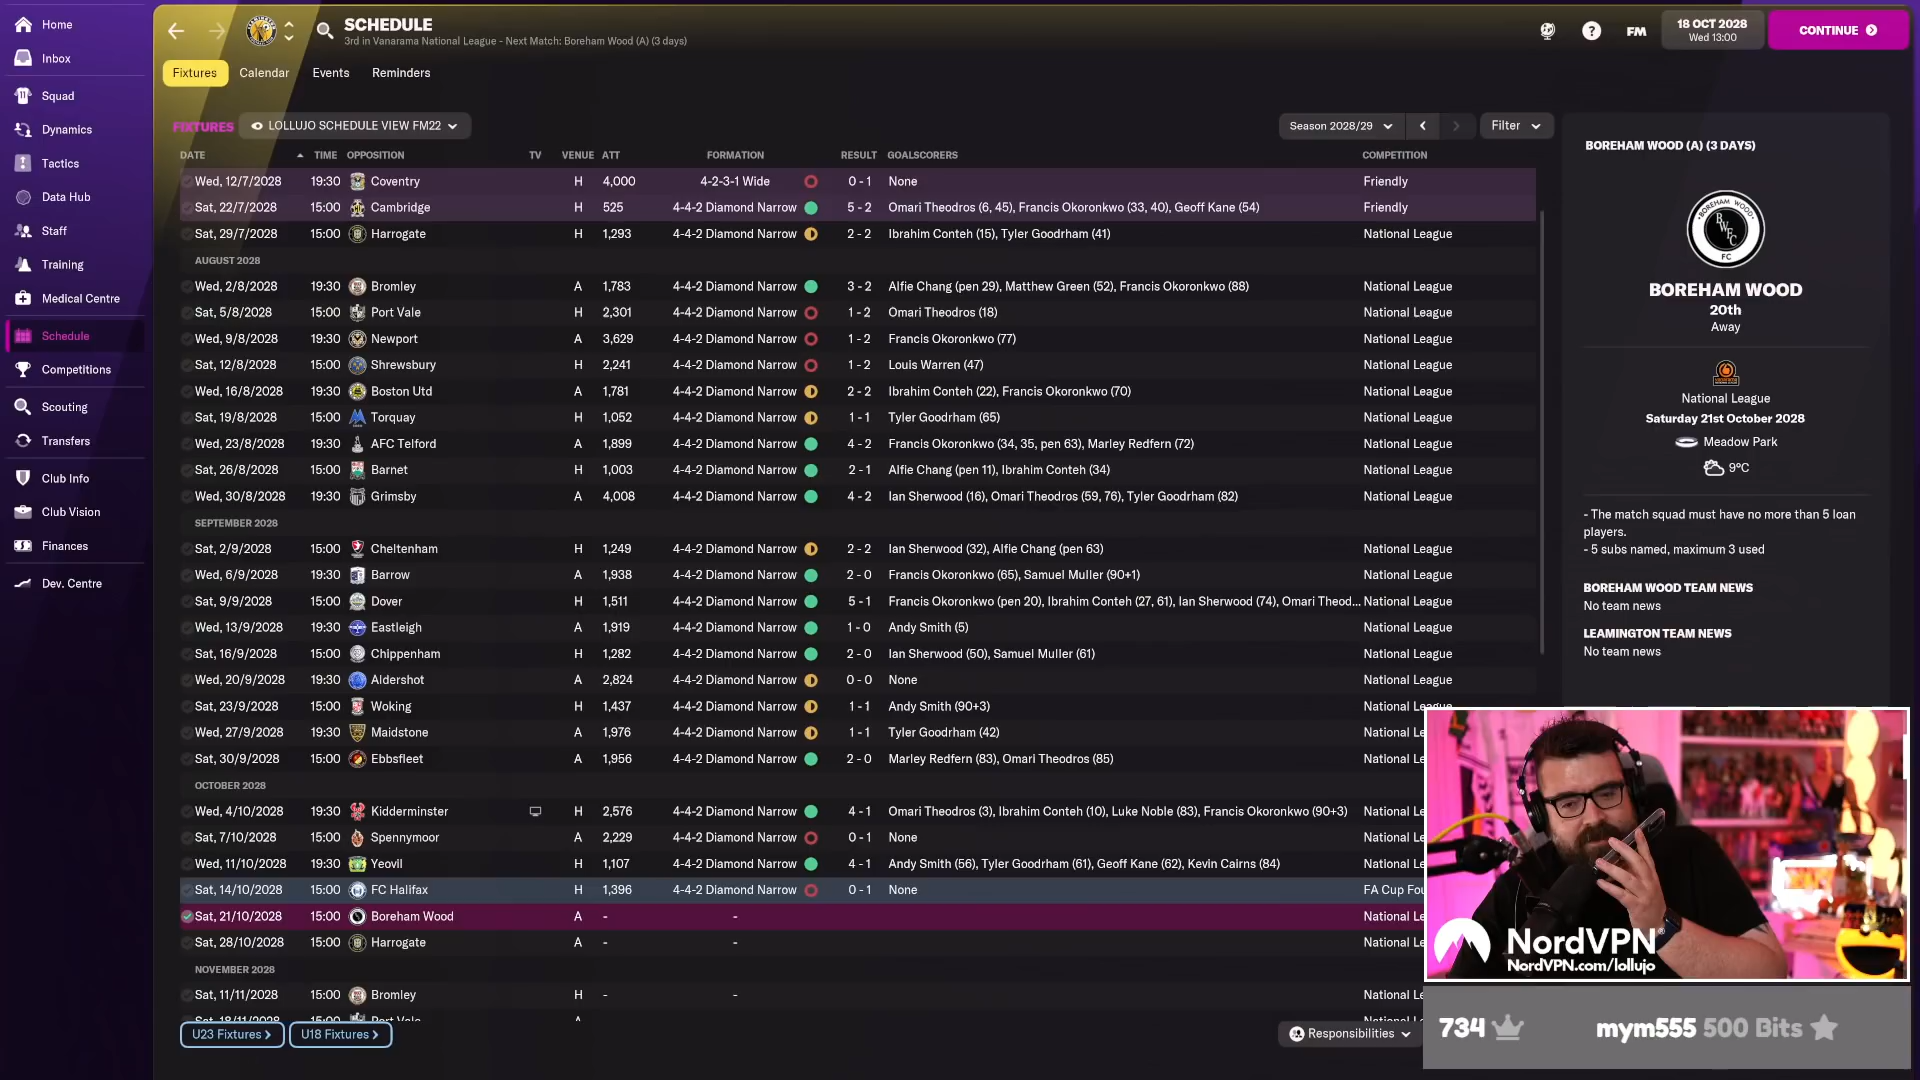 Home
Inbox
Squad
Dynamics
Tactics
Data Hub
Staff
Training
Medical Centre
Schedule
Competitions
Scouting
Transfers
Club Info
Club Vision
Finances
Dev. Centre
SCHEDULE
3rd in Vanarama National League - Next Match: Boreham Wood (A) (3 days)
FM
18 OCT 2028
Wed 13:00
CONTINUE
Fixtures Calendar Events Reminders
FIXTURES LOLLUJO SCHEDULE VIEW FM22 Season 2028/29 Filter
DATE TIME OPPOSITION TV VENUE ATT FORMATION RESULT GOALSCORERS COMPETITION
Wed, 12/7/2028 19:30 Coventry H 4,000 4-2-3-1 Wide 0 - 1 None Friendly
Sat, 22/7/2028 15:00 Cambridge H 525 4-4-2 Diamond Narrow 5 - 2 Omari Theodros (6, 45), Francis Okoronkwo (33, 40), Geoff Kane (54) Friendly
Sat, 29/7/2028 15:00 Harrogate H 1,293 4-4-2 Diamond Narrow 2 - 2 Ibrahim Conteh (15), Tyler Goodrham (41) National League
AUGUST 2028
Wed, 2/8/2028 19:30 Bromley A 1,783 4-4-2 Diamond Narrow 3 - 2 Alfie Chang (pen 29), Matthew Green (52), Francis Okoronkwo (88) National League
Sat, 5/8/2028 15:00 Port Vale H 2,301 4-4-2 Diamond Narrow 1 - 2 Omari Theodros (18) National League
Wed, 9/8/2028 19:30 Newport A 3,629 4-4-2 Diamond Narrow 1 - 2 Francis Okoronkwo (77) National League
Sat, 12/8/2028 15:00 Shrewsbury H 2,241 4-4-2 Diamond Narrow 1 - 2 Louis Warren (47) National League
Wed, 16/8/2028 19:30 Boston Utd A 1,781 4-4-2 Diamond Narrow 2 - 2 Ibrahim Conteh (22), Francis Okoronkwo (70) National League
Sat, 19/8/2028 15:00 Torquay H 1,052 4-4-2 Diamond Narrow 1 - 1 Tyler Goodrham (65) National League
Wed, 23/8/2028 19:30 AFC Telford A 1,899 4-4-2 Diamond Narrow 4 - 2 Francis Okoronkwo (34, 35, pen 63), Marley Redfern (72) National League
Sat, 26/8/2028 15:00 Barnet H 1,003 4-4-2 Diamond Narrow 2 - 1 Alfie Chang (pen 11), Ibrahim Conteh (34) National League
Wed, 30/8/2028 19:30 Grimsby A 4,008 4-4-2 Diamond Narrow 4 - 2 Ian Sherwood (16), Omari Theodros (59, 76), Tyler Goodrham (82) National League
SEPTEMBER 2028
Sat, 2/9/2028 15:00 Cheltenham H 1,249 4-4-2 Diamond Narrow 2 - 2 Ian Sherwood (32), Alfie Chang (pen 63) National League
Wed, 6/9/2028 19:30 Barrow A 1,938 4-4-2 Diamond Narrow 2 - 0 Francis Okoronkwo (65), Samuel Muller (90+1) National League
Sat, 9/9/2028 15:00 Dover H 1,511 4-4-2 Diamond Narrow 5 - 1 Francis Okoronkwo (pen 20), Ibrahim Conteh (27, 61), Ian Sherwood (74), Omari Theod... National League
Wed, 13/9/2028 19:30 Eastleigh A 1,919 4-4-2 Diamond Narrow 1 - 0 Andy Smith (5) National League
Sat, 16/9/2028 15:00 Chippenham H 1,282 4-4-2 Diamond Narrow 2 - 0 Ian Sherwood (50), Samuel Muller (61) National League
Wed, 20/9/2028 19:30 Aldershot A 2,824 4-4-2 Diamond Narrow 0 - 0 None National League
Sat, 23/9/2028 15:00 Woking H 1,437 4-4-2 Diamond Narrow 1 - 1 Andy Smith (90+3) National League
Wed, 27/9/2028 19:30 Maidstone A 1,976 4-4-2 Diamond Narrow 1 - 1 Tyler Goodrham (42) National Le
Sat, 30/9/2028 15:00 Ebbsfleet A 1,956 4-4-2 Diamond Narrow 2 - 0 Marley Redfern (83), Omari Theodros (85) National Le
OCTOBER 2028
Wed, 4/10/2028 19:30 Kidderminster H 2,576 4-4-2 Diamond Narrow 4 - 1 Omari Theodros (3), Ibrahim Conteh (10), Luke Noble (83), Francis Okoronkwo (90+3) National Le
Sat, 7/10/2028 15:00 Spennymoor A 2,229 4-4-2 Diamond Narrow 0 - 1 None National Le
Wed, 11/10/2028 19:30 Yeovil H 1,107 4-4-2 Diamond Narrow 4 - 1 Andy Smith (56), Tyler Goodrham (61), Geoff Kane (62), Kevin Cairns (84) National Le
Sat, 14/10/2028 15:00 FC Halifax H 1,396 4-4-2 Diamond Narrow 0 - 1 None FA Cup Fou
Sat, 21/10/2028 15:00 Boreham Wood A - - National Le
Sat, 28/10/2028 15:00 Harrogate A - - National Le
NOVEMBER 2028
Sat, 11/11/2028 15:00 Bromley H - - National Le
Sat, 18/11/2028 15:00 Port Vale A
U23 Fixtures U18 Fixtures Responsibilities
BOREHAM WOOD (A) (3 DAYS)
BOREHAM WOOD
BWFC
FC
BOREHAM WOOD
20th
Away
National League
Saturday 21st October 2028
Meadow Park
9°C
- The match squad must have no more than 5 loan
players.
- 5 subs named, maximum 3 used
BOREHAM WOOD TEAM NEWS
No team news
LEAMINGTON TEAM NEWS
No team news
NordVPN®
NordVPN.com/lollujo
734 mym555 500 Bits